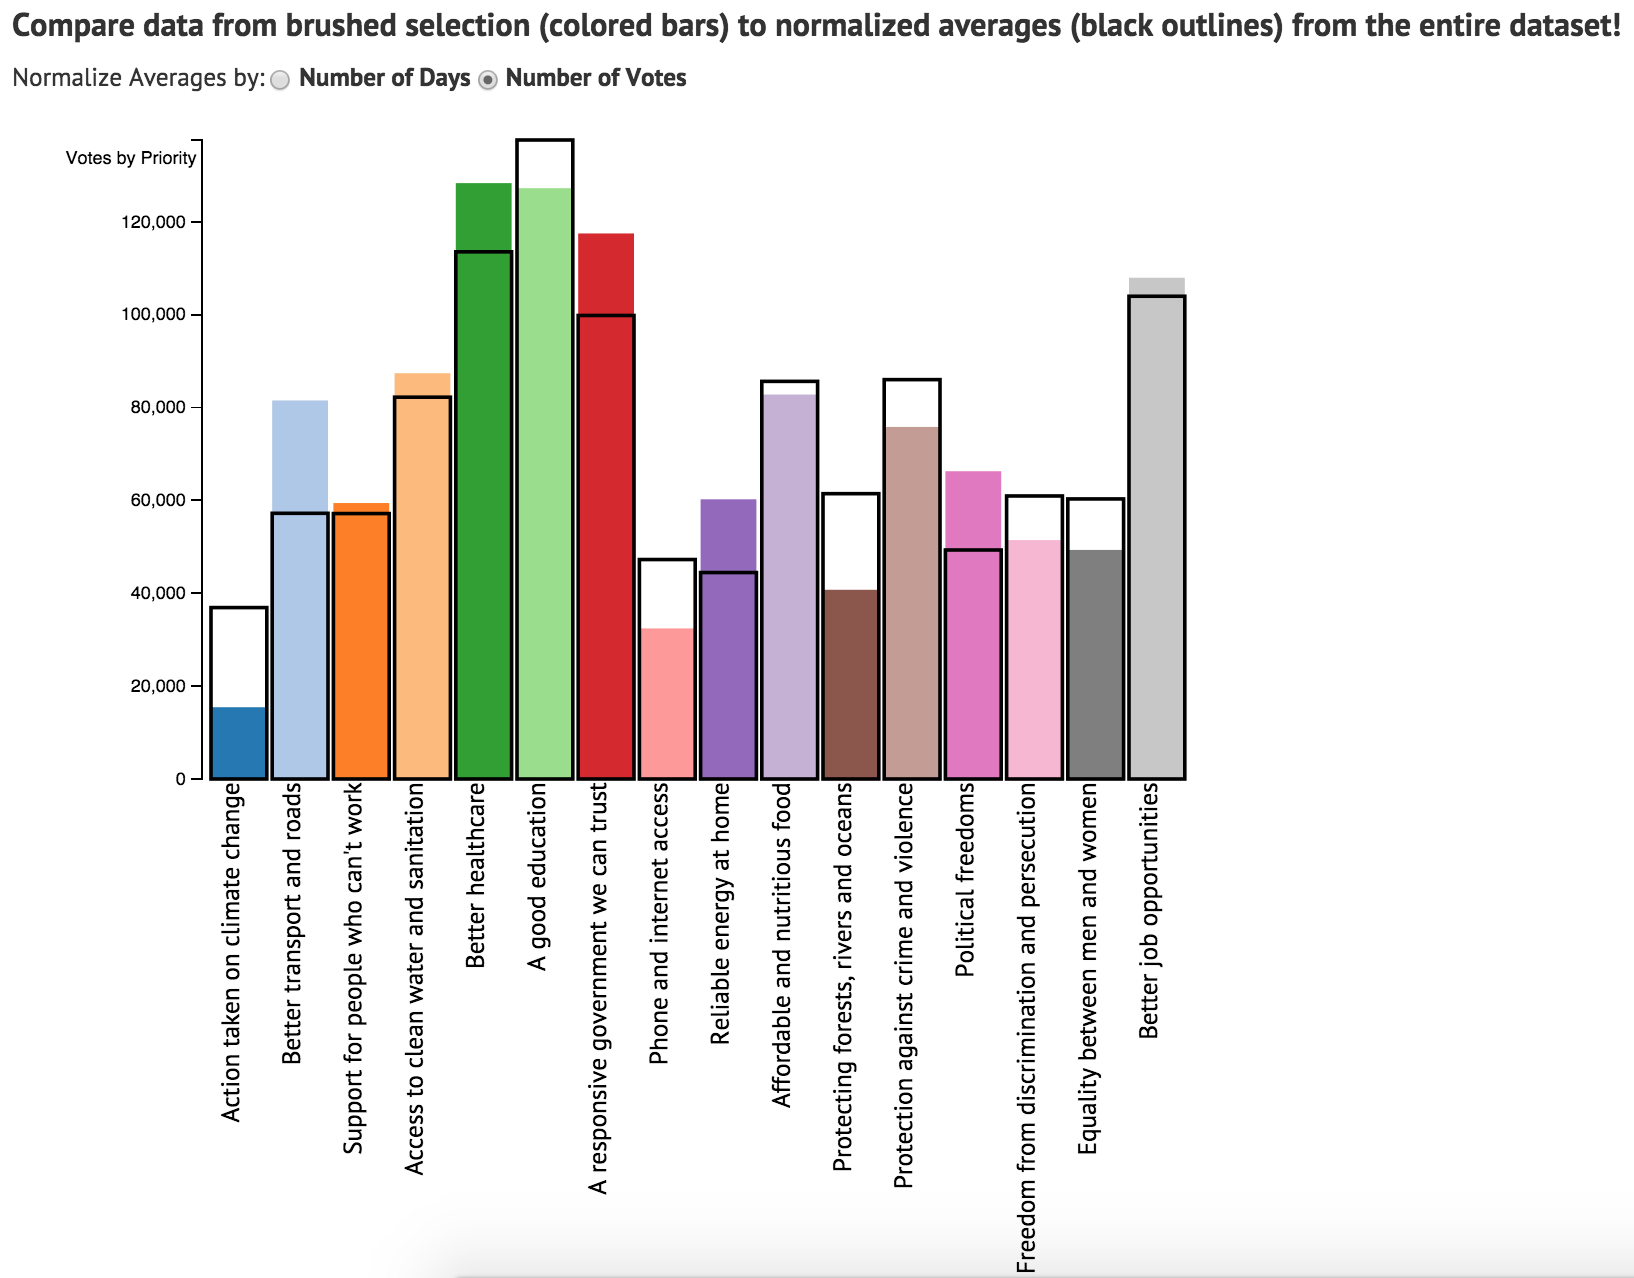 Compare data from brushed selection (colored bars) to normalized averages (black outlines) from the entire dataset!
Normalize Averages by: Number of Days Number of Votes
Votes by Priority
120,000
100,000
80,000
60,000
40,000
20,000
0
Action taken on climate change
Better transport and roads
Support for people who can't work
Access to clean water and sanitation
Better healthcare
A good education
A responsive government we can trust
Phone and internet access
Reliable energy at home
Affordable and nutritious food
Protecting forests, rivers and oceans
Protection against crime and violence
Political freedoms
Freedom from discrimination and persecution
Equality between men and women
Better job opportunities